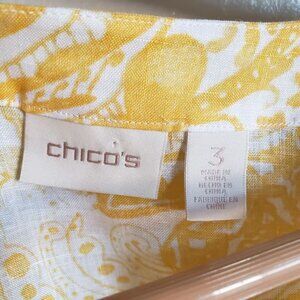 chico's
3
MADE IN
CHINA
HECHO EN
CHINA
FABRIQUÉ EN
CHINE